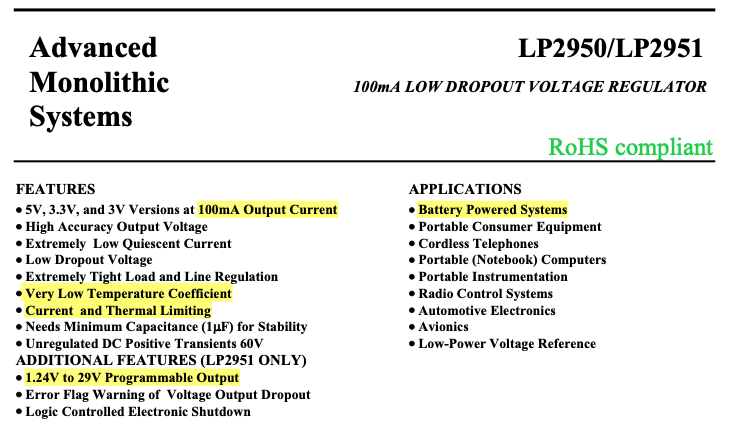 Advanced
Monolithic
Systems
LP2950/LP2951
100mA LOW DROPOUT VOLTAGE REGULATOR
RoHS compliant
FEATURES
• 5V, 3.3V, and 3V Versions at 100mA Output Current
• High Accuracy Output Voltage
• Extremely Low Quiescent Current
• Low Dropout Voltage
• Extremely Tight Load and Line Regulation
• Very Low Temperature Coefficient
• Current and Thermal Limiting
• Needs Minimum Capacitance (1µF) for Stability
• Unregulated DC Positive Transients 60V
ADDITIONAL FEATURES (LP2951 ONLY)
• 1.24V to 29V Programmable Output
• Error Flag Warning of Voltage Output Dropout
• Logic Controlled Electronic Shutdown
APPLICATIONS
• Battery Powered Systems
• Portable Consumer Equipment
• Cordless Telephones
• Portable (Notebook) Computers
• Portable Instrumentation
• Radio Control Systems
• Automotive Electronics
• Avionics
• Low-Power Voltage Reference